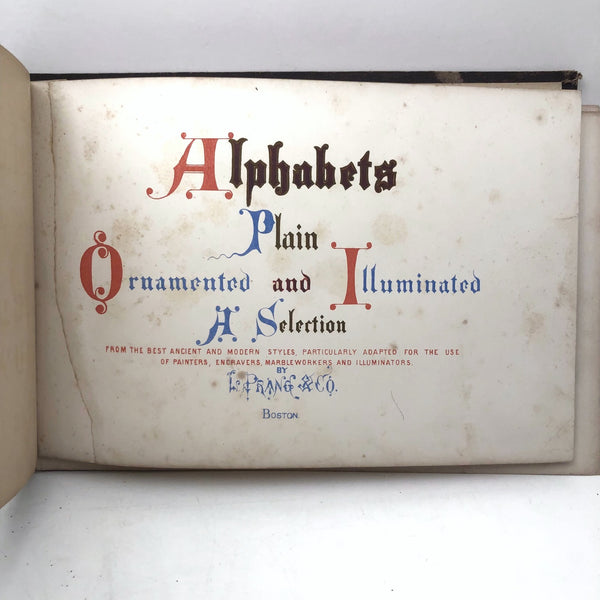 Alphabets
Plain
Ornamented and Illuminated
A Selection
FROM THE BEST ANCIENT AND MODERN STYLES, PARTICULARLY ADAPTED FOR THE USE
OF PAINTERS, ENGRAVERS, MARBLEWORKERS AND ILLUMINATORS.
BY
L. PRANG & CO.
BOSTON.